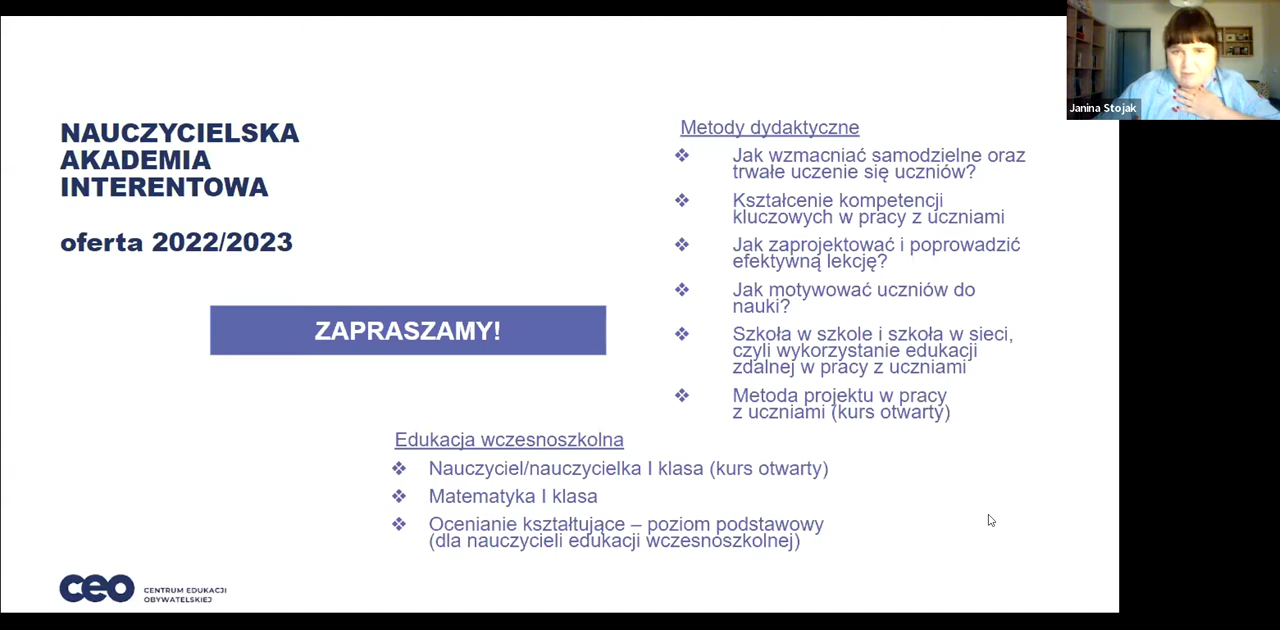 NAUCZYCIELSKA
AKADEMIA
INTERENTOWA
oferta 2022/2023
ZAPRASZAMY!
Janina Stojak
Metody dydaktyczne
Jak wzmacniać samodzielne oraz
trwałe uczenie się uczniów?
Kształcenie kompetencji
kluczowych w pracy z uczniami
Jak zaprojektować i poprowadzić
efektywną lekcję?
Jak motywować uczniów do
nauki?
Szkoła w szkole i szkoła w sieci,
czyli wykorzystanie edukacji
zdalnej w pracy z uczniami
Metoda projektu w pracy
z uczniami (kurs otwarty)
Edukacja wczesnoszkolna
Nauczyciel/nauczycielka I klasa (kurs otwarty)
Matematyka I klasa
Ocenianie kształtujące – poziom podstawowy
(dla nauczycieli edukacji wczesnoszkolnej)
ceo
CENTRUM EDUKACJI
OBYWATELSKIEJ